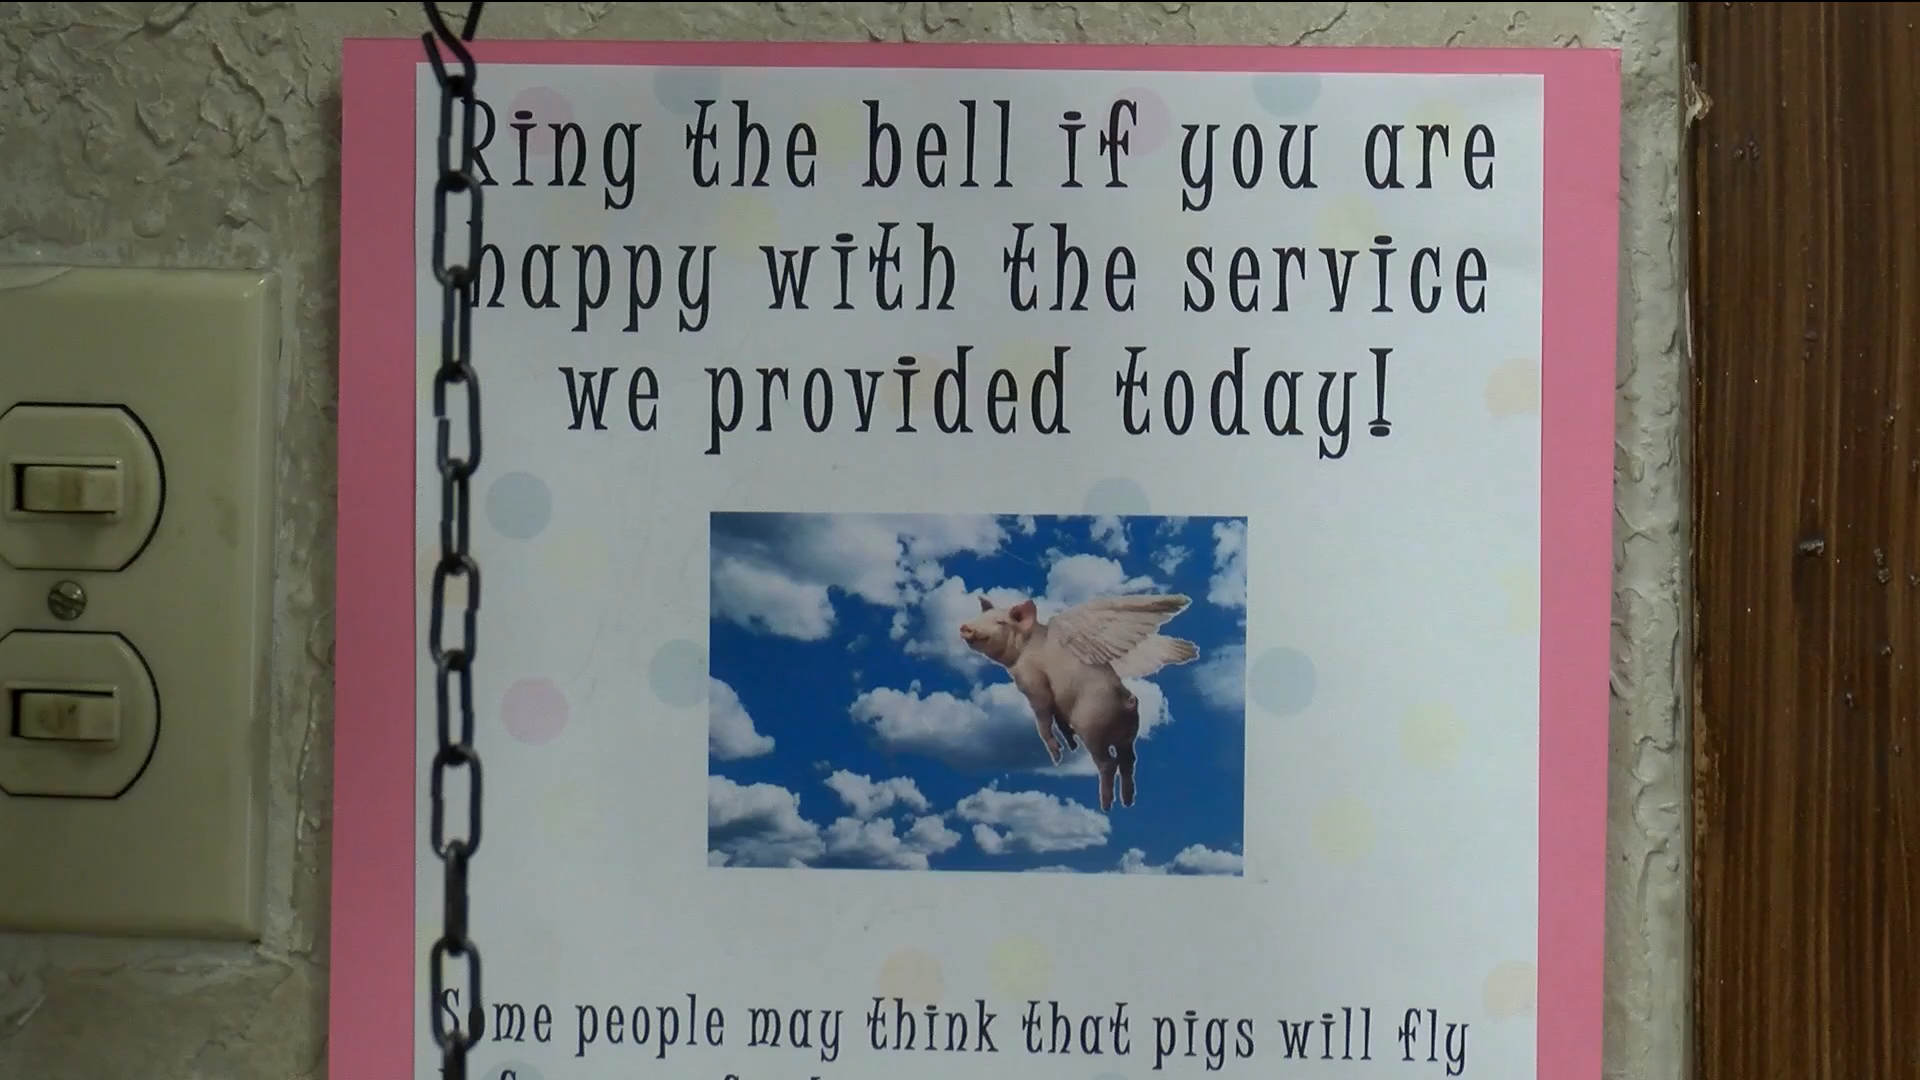 Ring the bell if you are
happy with the service
we provided today!
Some people may think that pigs will fly